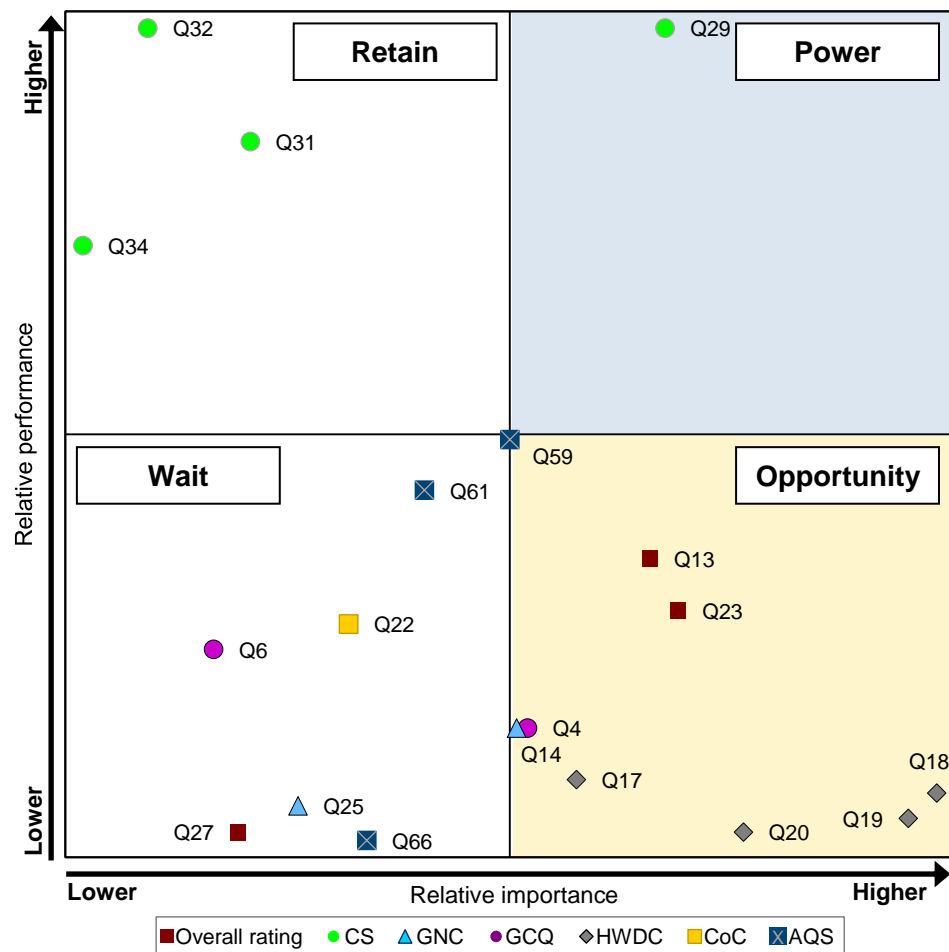 Q32
Retain
Q29
Power
Higher
Q31
Q34
Relative performance
Wait
Q59
Opportunity
Q61
Q13
Q22
Q23
Q6
Q4
Q14
Q17
Q18
Q25
Q27
Q66
Q20
Q19
Lower
Lower
Relative importance
Higher
Overall rating CS GNC GCQ HWDC CoC AQS